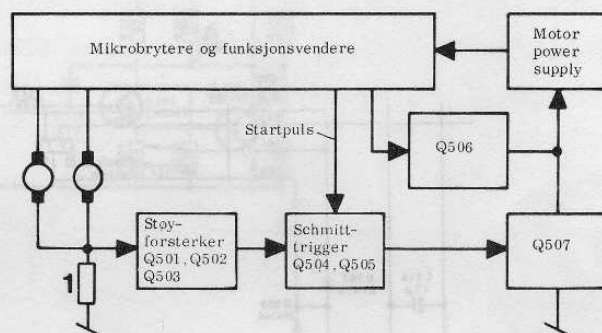 Mikrobrytere og funksjonsvendere
Motor
power
supply
Startpuls
Q506
Støy-
forsterker
Q501, Q502
Q503
Schmitt-
trigger
Q504, Q505
Q507
1